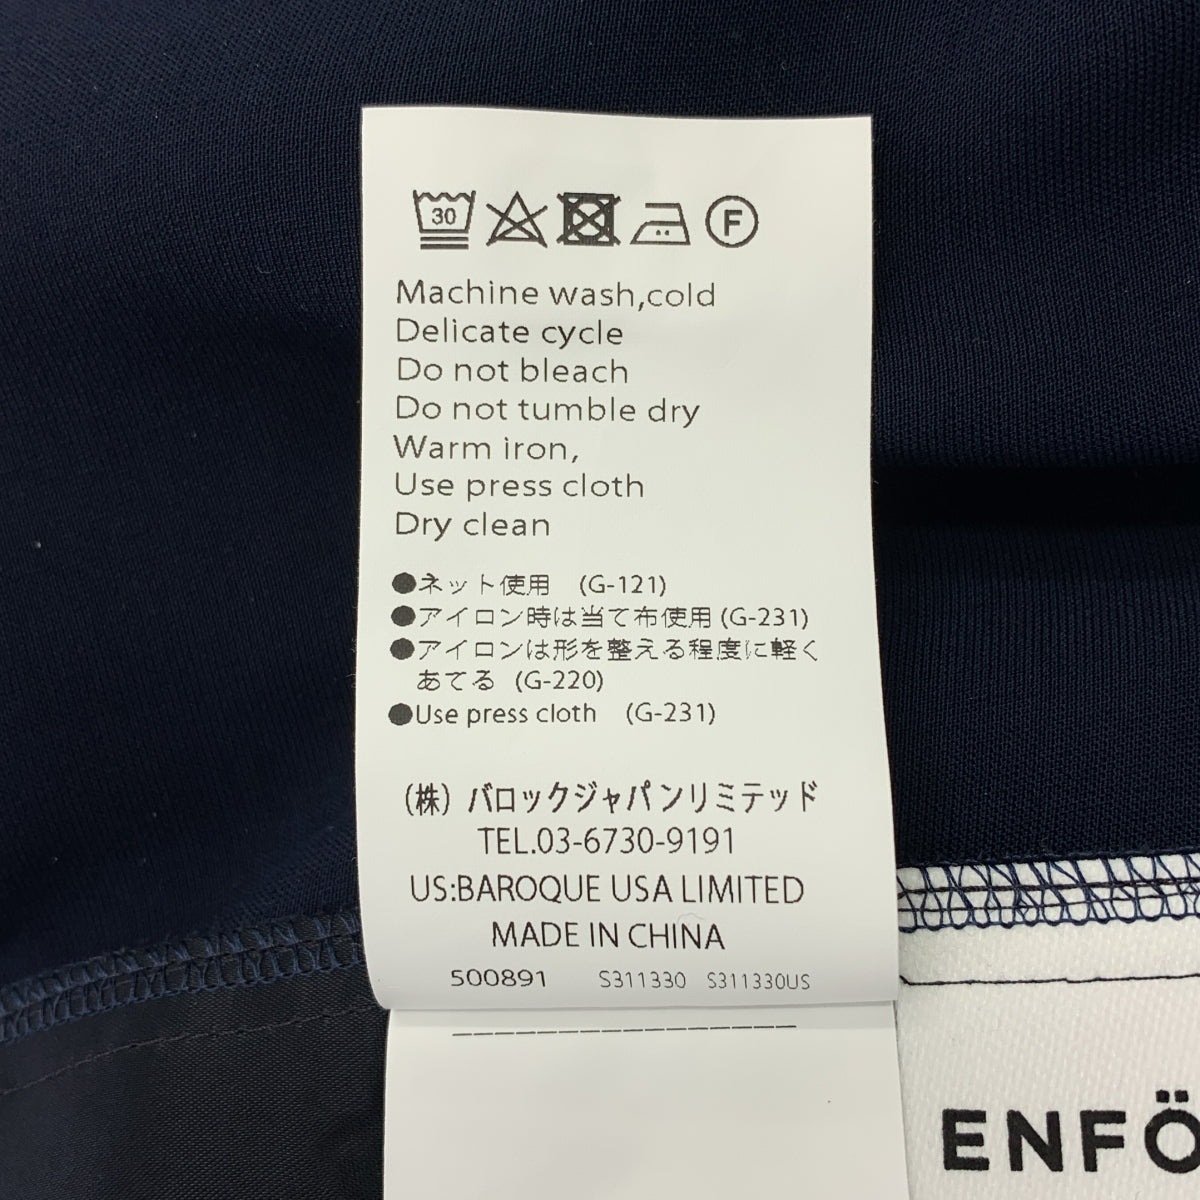 30 F
Machine wash,cold
Delicate cycle
Do not bleach
Do not tumble dry
Warm iron,
Use press cloth
Dry clean
●ネット使用 (G-121)
●アイロン時は当て布使用 (G-231)
●アイロンは形を整える程度に軽く
あてる (G-220)
●Use press cloth (G-231)
(株) バロックジャパンリミテッド
TEL.03-6730-9191
US:BAROQUE USA LIMITED
MADE IN CHINA
500891 S311330 S311330US
ENFÖ